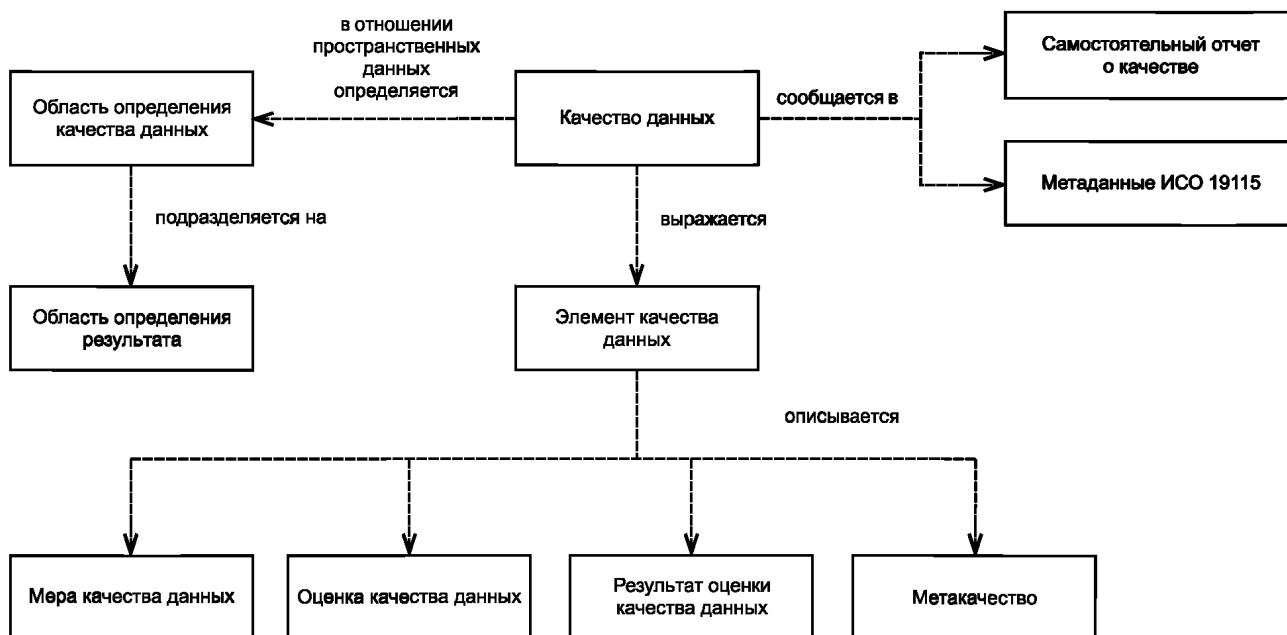 в отношении
пространственных
данных
определяется
Самостоятельный отчет
о качестве
Область определения
качества данных
Качество данных
сообщается в
Метаданные ИСО 19115
подразделяется на
выражается
Область определения
результата
Элемент качества
данных
описывается
Мера качества данных
Оценка качества данных
Результат оценки
качества данных
Метакачество